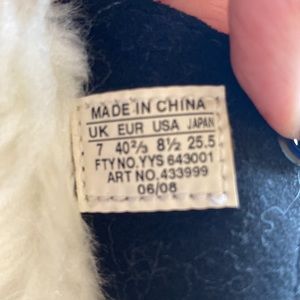 MADE IN CHINA
UK EUR USA JAPAN
7 40⅔ 8½ 25.5
FTY NO. YYS 643001
ART NO. 433999
06/08